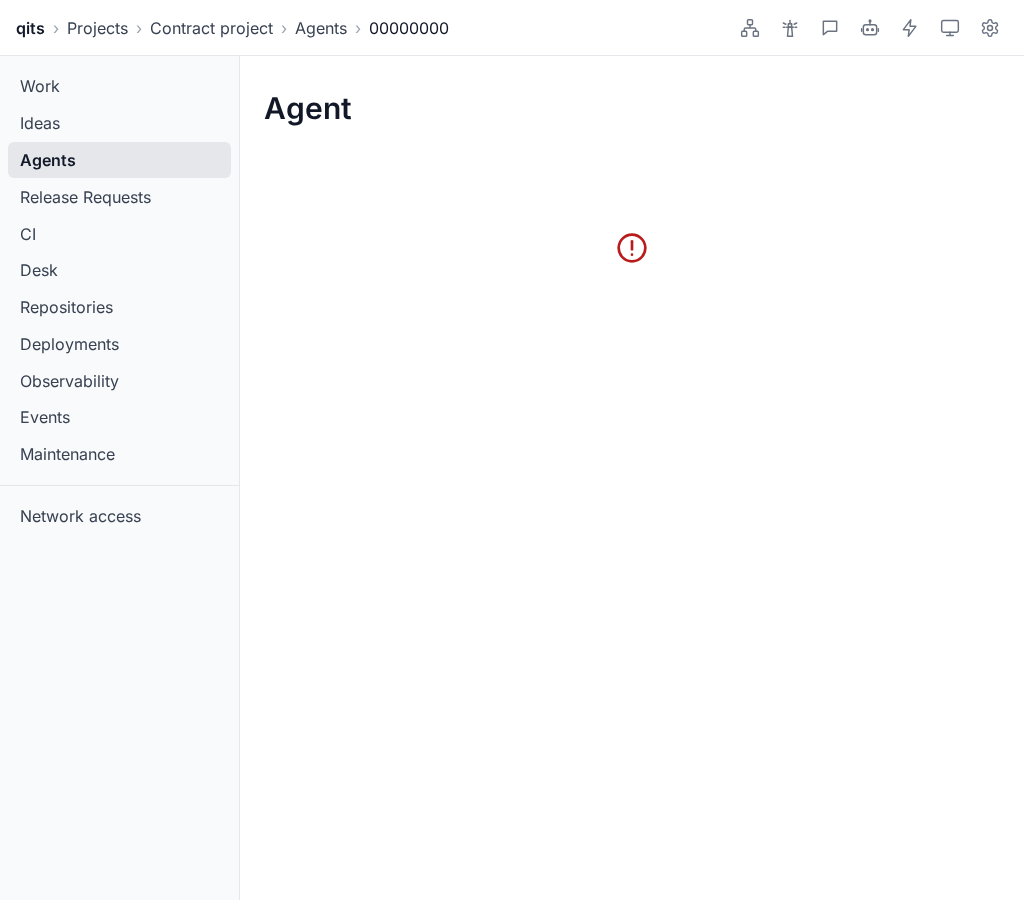 qits › Projects › Contract project › Agents › 00000000
Work
Ideas
Agents
Release Requests
CI
Desk
Repositories
Deployments
Observability
Events
Maintenance
Network access
Agent